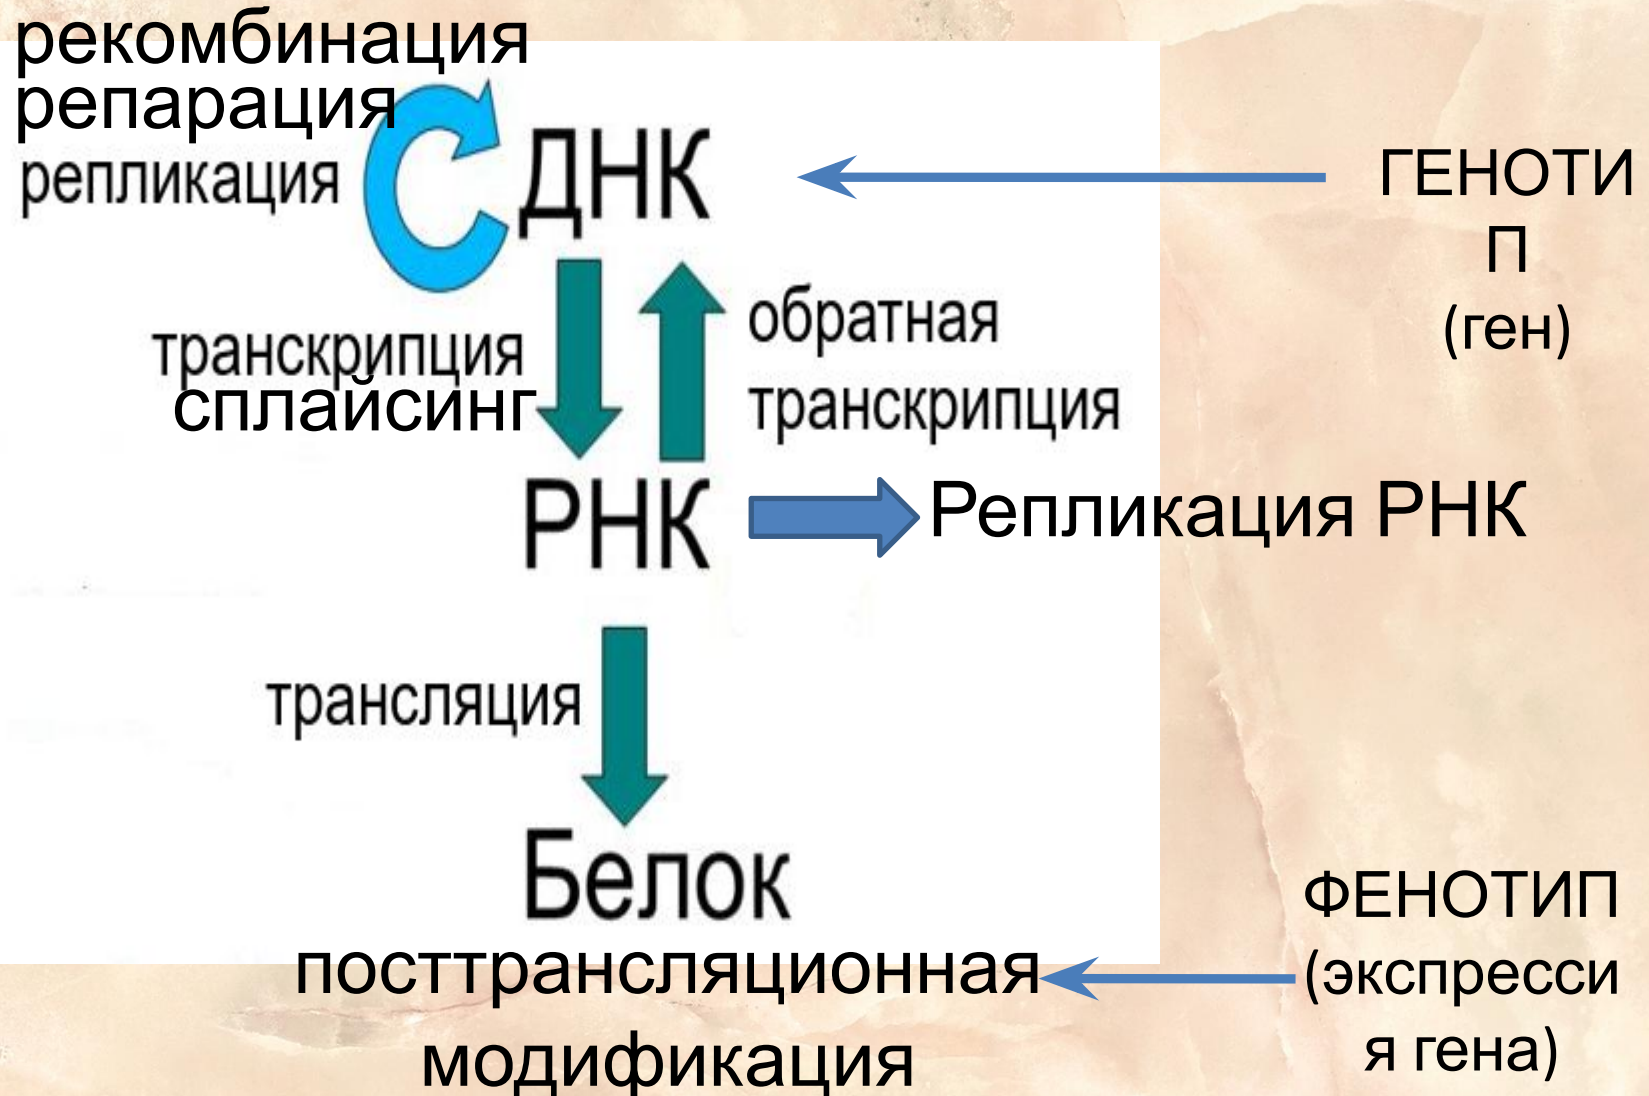 рекомбинация
репарация
репликация
ДНК
ГЕНОТИ
П
(ген)
транскрипция
сплайсинг
обратная
транскрипция
РНК
Репликация РНК
трансляция
Белок
посттрансляционная
модификация
ФЕНОТИП
(экспресси
я гена)